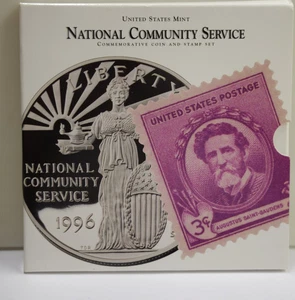 UNITED STATES MINT
NATIONAL COMMUNITY SERVICE
COMMEMORATIVE COIN AND STAMP SET
LIBERTY
NATIONAL
COMMUNITY
SERVICE
1996
UNITED STATES POSTAGE
3¢
AUGUSTUS SAINT-GAUDENS